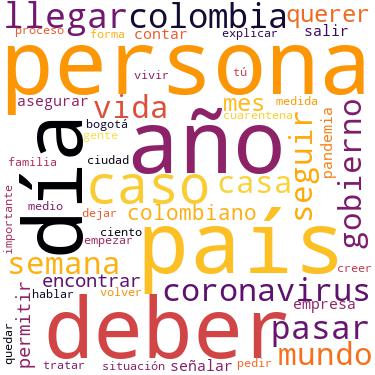 llegar colombia querer
proceso forma contar explicar salir
persona
asegurar vivir tú
vida mes medida
cuarentena
día año seguir pandemia gobierno
bogotá
gente
familia ciudad caso casa
importante medio dejar colombiano
empezar ciento país
semana creer
encontrar coronavirus
permitir hablar volver empresa
quedar deber pasar
mundo
tratar situación señalar pedir